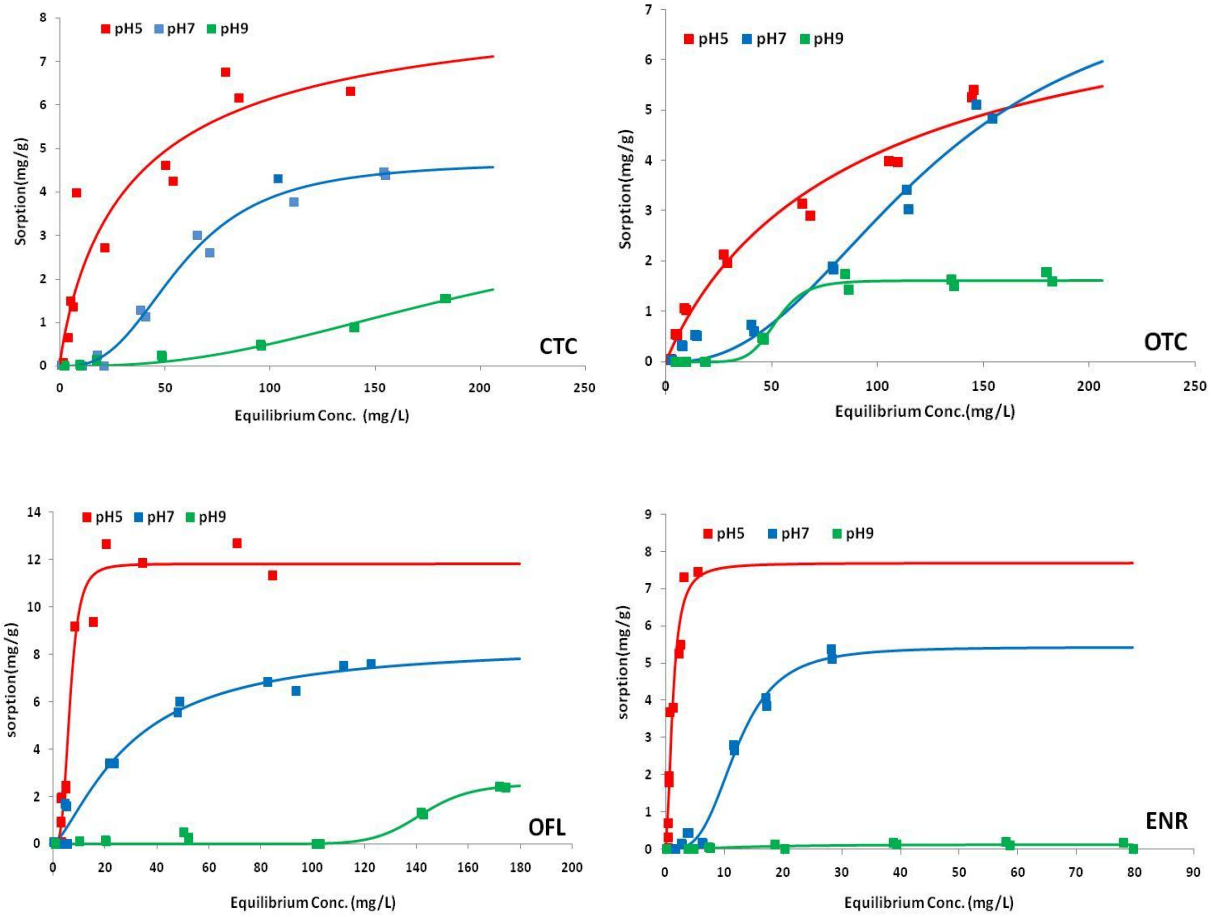 8
7
6
5
4
3
2
1
0
Sorption(mg/g)
pH5 pH7 pH9
CTC
0 50 100 150 200 250
Equilibrium Conc. (mg/L)
7
6
5
4
3
2
1
0
Sorption(mg/g)
pH5 pH7 pH9
OTC
0 50 100 150 200 250
Equilibrium Conc.(mg/L)
14
12
10
8
6
4
2
0
sorption(mg/g)
pH5 pH7 pH9
OFL
0 20 40 60 80 100 120 140 160 180 200
Equilibrium Conc. (mg/L)
9
8
7
6
5
4
3
2
1
0
sorption(mg/g)
pH5 pH7 pH9
ENR
0 10 20 30 40 50 60 70 80 90
Equilibrium Conc. (mg/L)